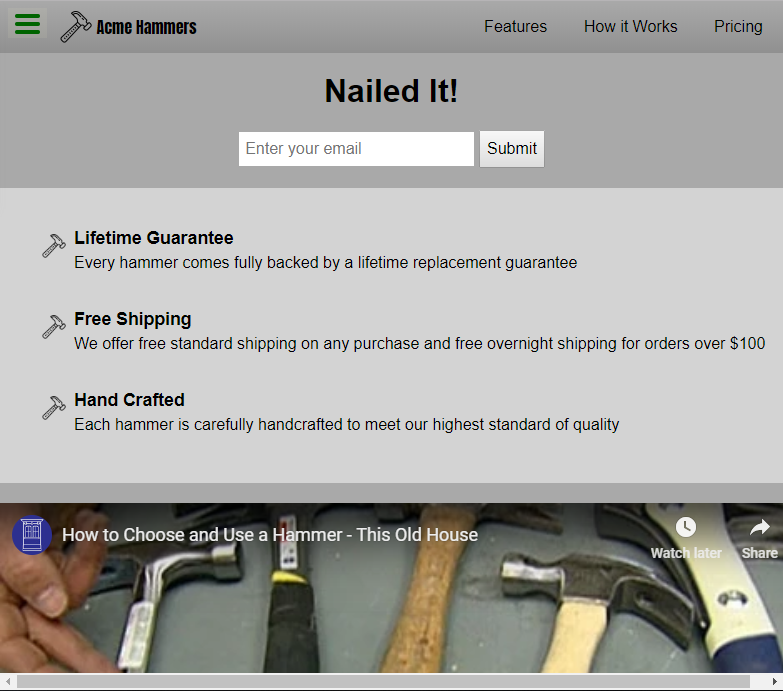 Acme Hammers
Features How it Works Pricing
Nailed It!
Enter your email Submit
Lifetime Guarantee
Every hammer comes fully backed by a lifetime replacement guarantee
Free Shipping
We offer free standard shipping on any purchase and free overnight shipping for orders over $100
Hand Crafted
Each hammer is carefully handcrafted to meet our highest standard of quality
How to Choose and Use a Hammer - This Old House
Watch later Share